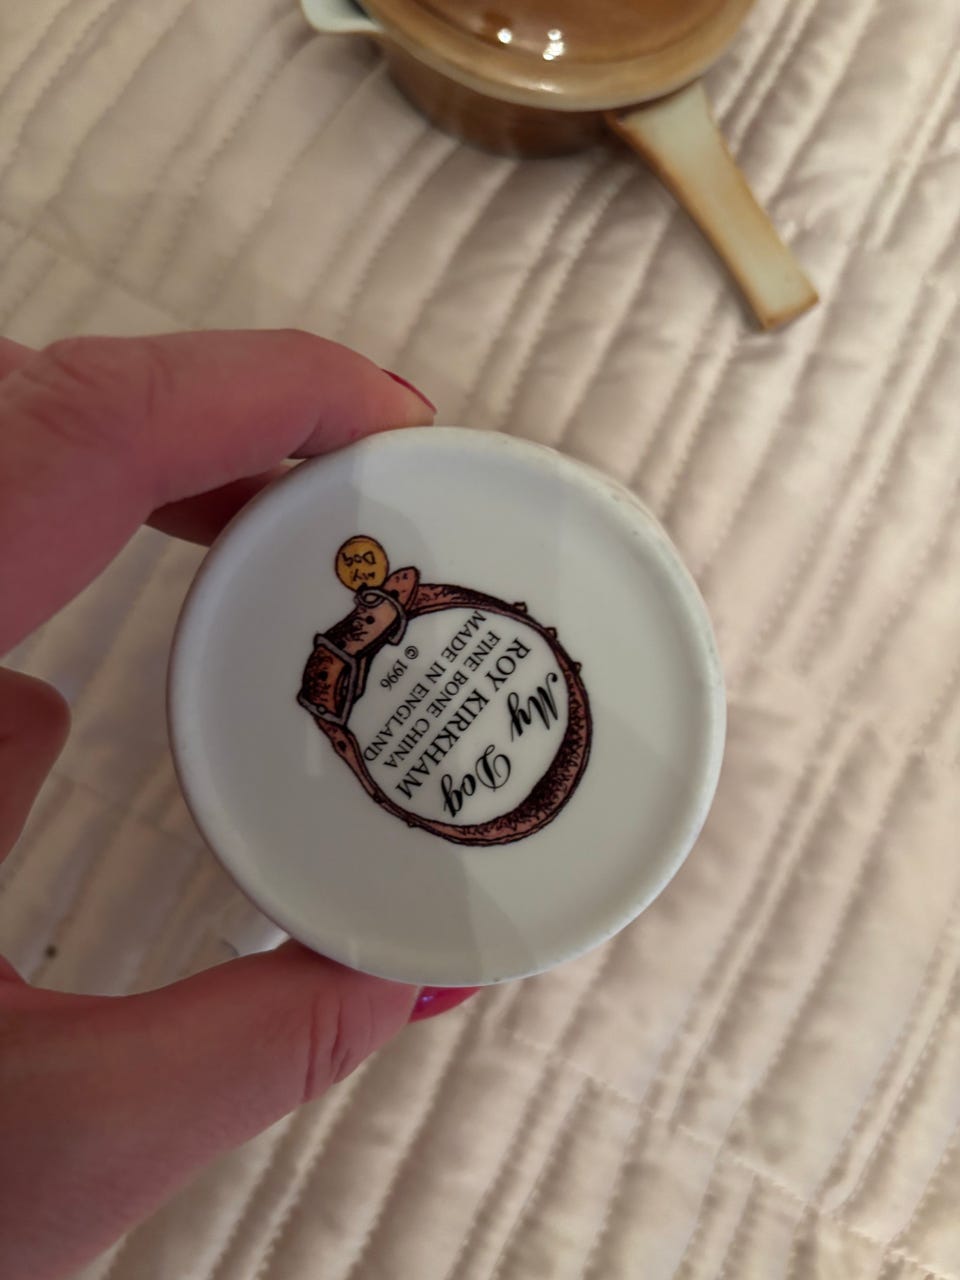 My Dog
ROY KIRKHAM
FINE BONE CHINA
MADE IN ENGLAND
© 1996
My
Dog